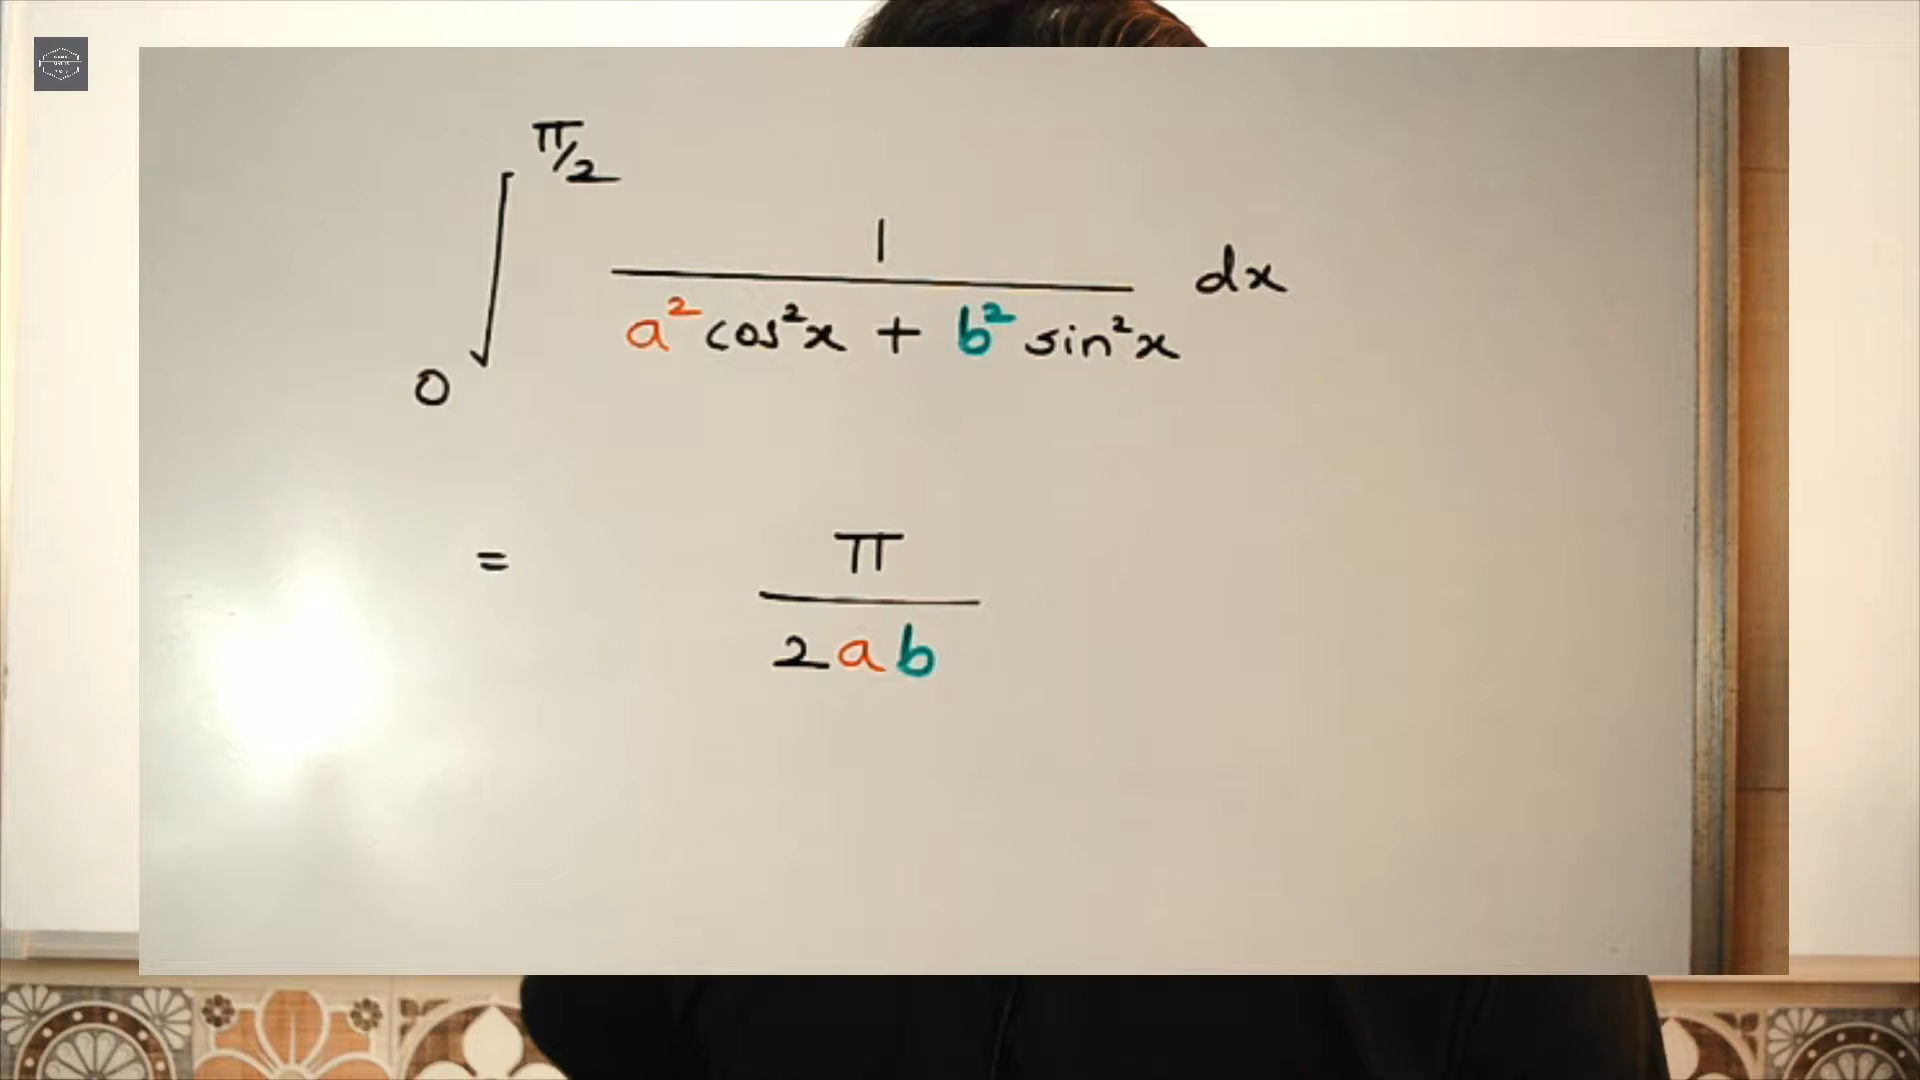 ∫₀^π/2 1/(a²cos²x + b²sin²x) dx
= π/(2ab)